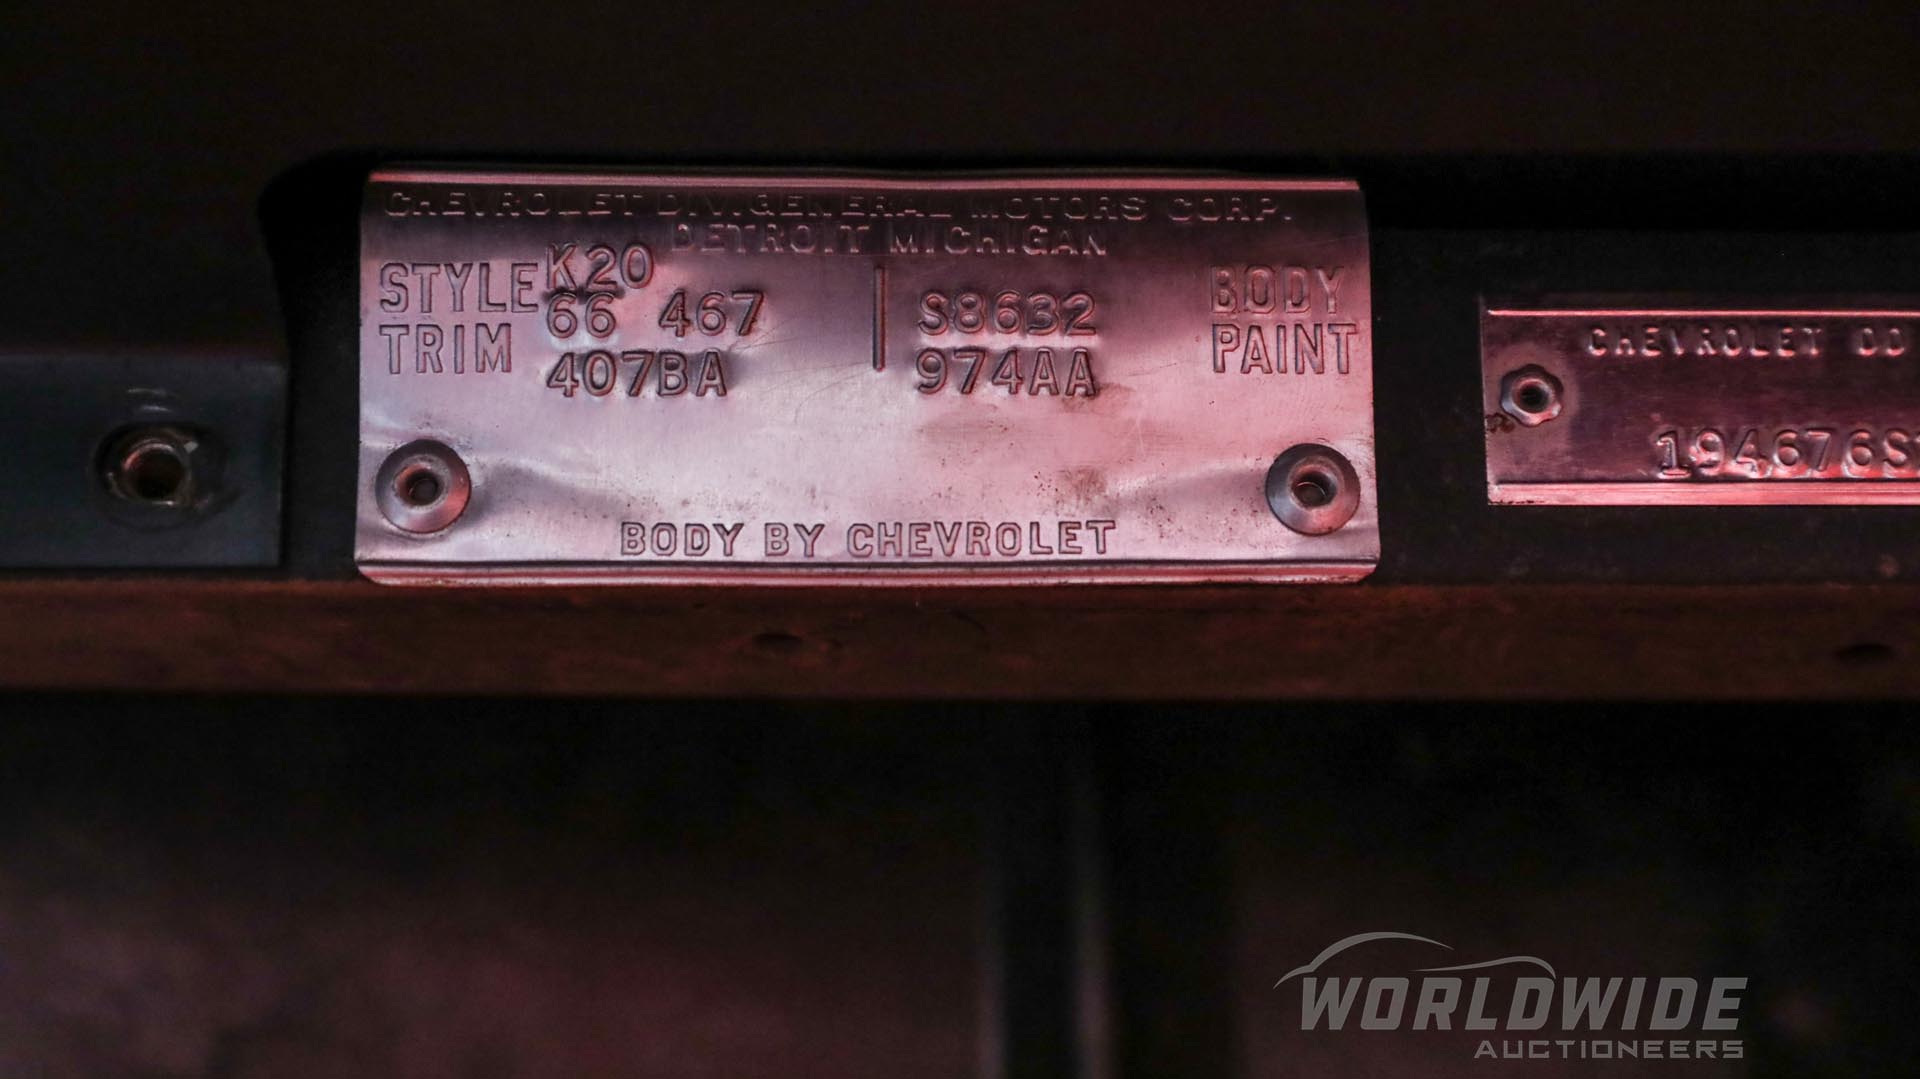 CHEVROLET DIV. GENERAL MOTORS CORP.
DETROIT MICHIGAN
K20
STYLE 66 467 S8632 BODY
TRIM 407BA 974AA PAINT
BODY BY CHEVROLET
CHEVROLET
194676S
WORLDWIDE
AUCTIONEERS